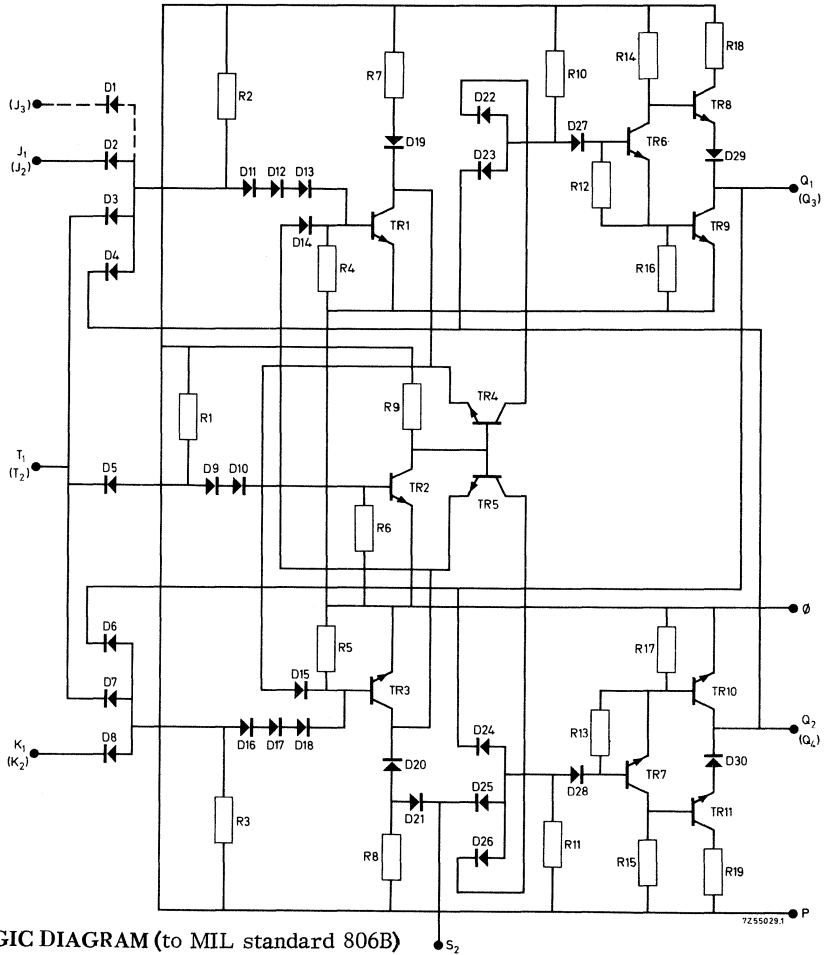 R18
R14
R10
R7
R2
D1
(J3)
D22
TR8
D27
TR6
D2
J1
(J2)
D19
D29
D23
D11 D12 D13
R12
Q1
(Q3)
D3
TR1
TR9
D14
D4
R4
R16
TR4
R9
R1
T1
(T2)
D5
D9 D10
TR2
TR5
R6
D6
Ø
R5
R17
D15
TR3
TR10
D7
Q2
(Q4)
R13
K1
(K2)
D8
D16 D17 D18
D24
D30
D20
D28
TR7
D25
D21
TR11
R3
R8
D26
R11
R15
R19
P
7Z55029.1
GIC DIAGRAM (to MIL standard 806B)
S2